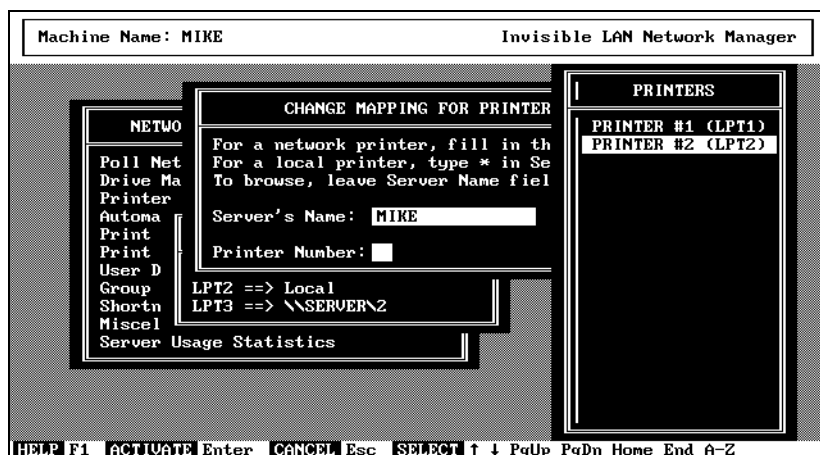 Machine Name: MIKE
Invisible LAN Network Manager
PRINTERS
PRINTER #1 (LPT1)
PRINTER #2 (LPT2)
CHANGE MAPPING FOR PRINTER
For a network printer, fill in th
For a local printer, type * in Se
To browse, leave Server Name fiel
Server's Name: MIKE
Printer Number:
NETWO
Poll Net
Drive Ma
Printer
Automa
Print
Print
User D
Group
Shortn
Miscel
Server Usage Statistics
LPT2 ==> Local
LPT3 ==> \\SERVER\2
HELP F1 ACTIVATE Enter CANCEL Esc SELECT ↑ ↓ PgUp PgDn Home End A-Z